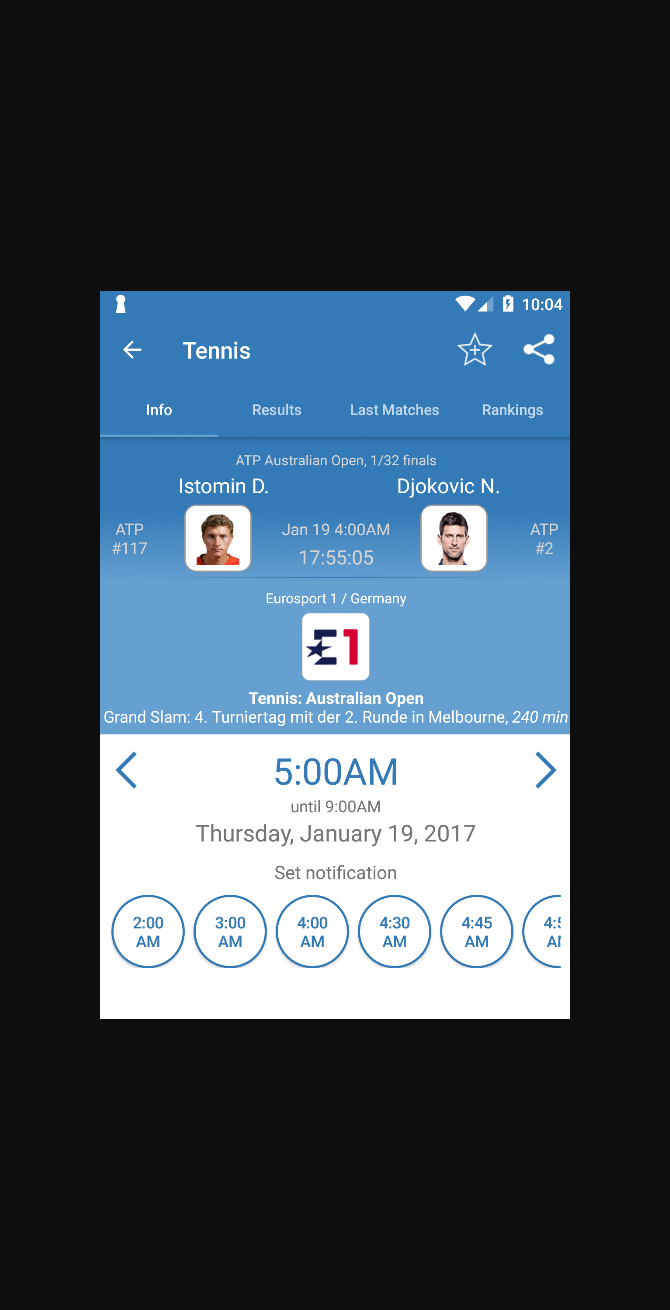 10:04
Tennis
Info Results Last Matches Rankings
ATP Australian Open, 1/32 finals
Istomin D. Djokovic N.
ATP #117 Jan 19 4:00AM ATP #2
17:55:05
Eurosport 1 / Germany
E1
Tennis: Australian Open
Grand Slam: 4. Turniertag mit der 2. Runde in Melbourne, 240 min
5:00AM
until 9:00AM
Thursday, January 19, 2017
Set notification
2:00 3:00 4:00 4:30 4:45
AM AM AM AM AM